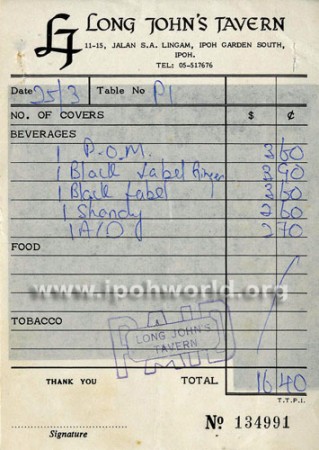 LJ LONG JOHN'S TAVERN
11-15, JALAN S.A. LINGAM, IPOH GARDEN SOUTH,
IPOH.
TEL: 05-517676
Date 25/3 Table No P1
NO. OF COVERS $ ¢
BEVERAGES
1 P.O.M. 3 60
1 Black Label Ginger 3 90
1 Black Label 3 60
1 Shandy 2 60
1 A/D 2 70
FOOD
www.ipohworld.org
TOBACCO
PAID
LONG JOHN'S
TAVERN
THANK YOU TOTAL 16 40
T.T.P.I.
Nº 134991
Signature